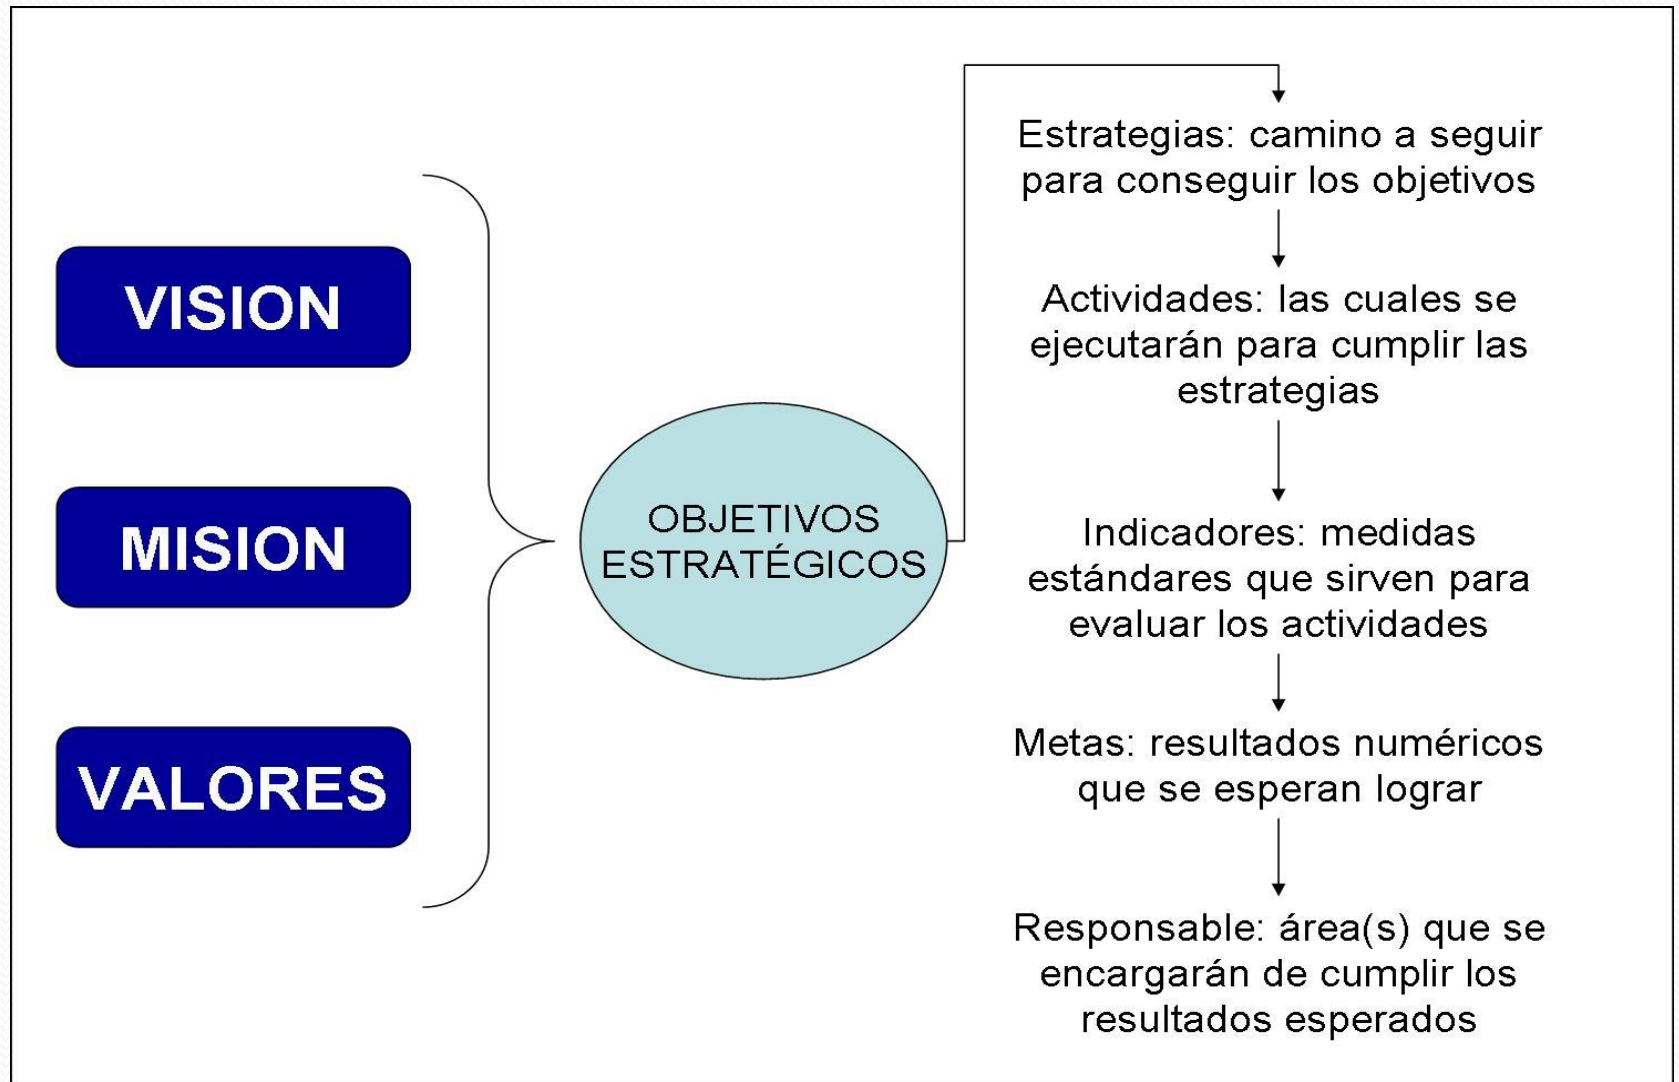 VISION
MISION
VALORES
OBJETIVOS
ESTRATÉGICOS
Estrategias: camino a seguir
para conseguir los objetivos
Actividades: las cuales se
ejecutarán para cumplir las
estrategias
Indicadores: medidas
estándares que sirven para
evaluar los actividades
Metas: resultados numéricos
que se esperan lograr
Responsable: área(s) que se
encargarán de cumplir los
resultados esperados